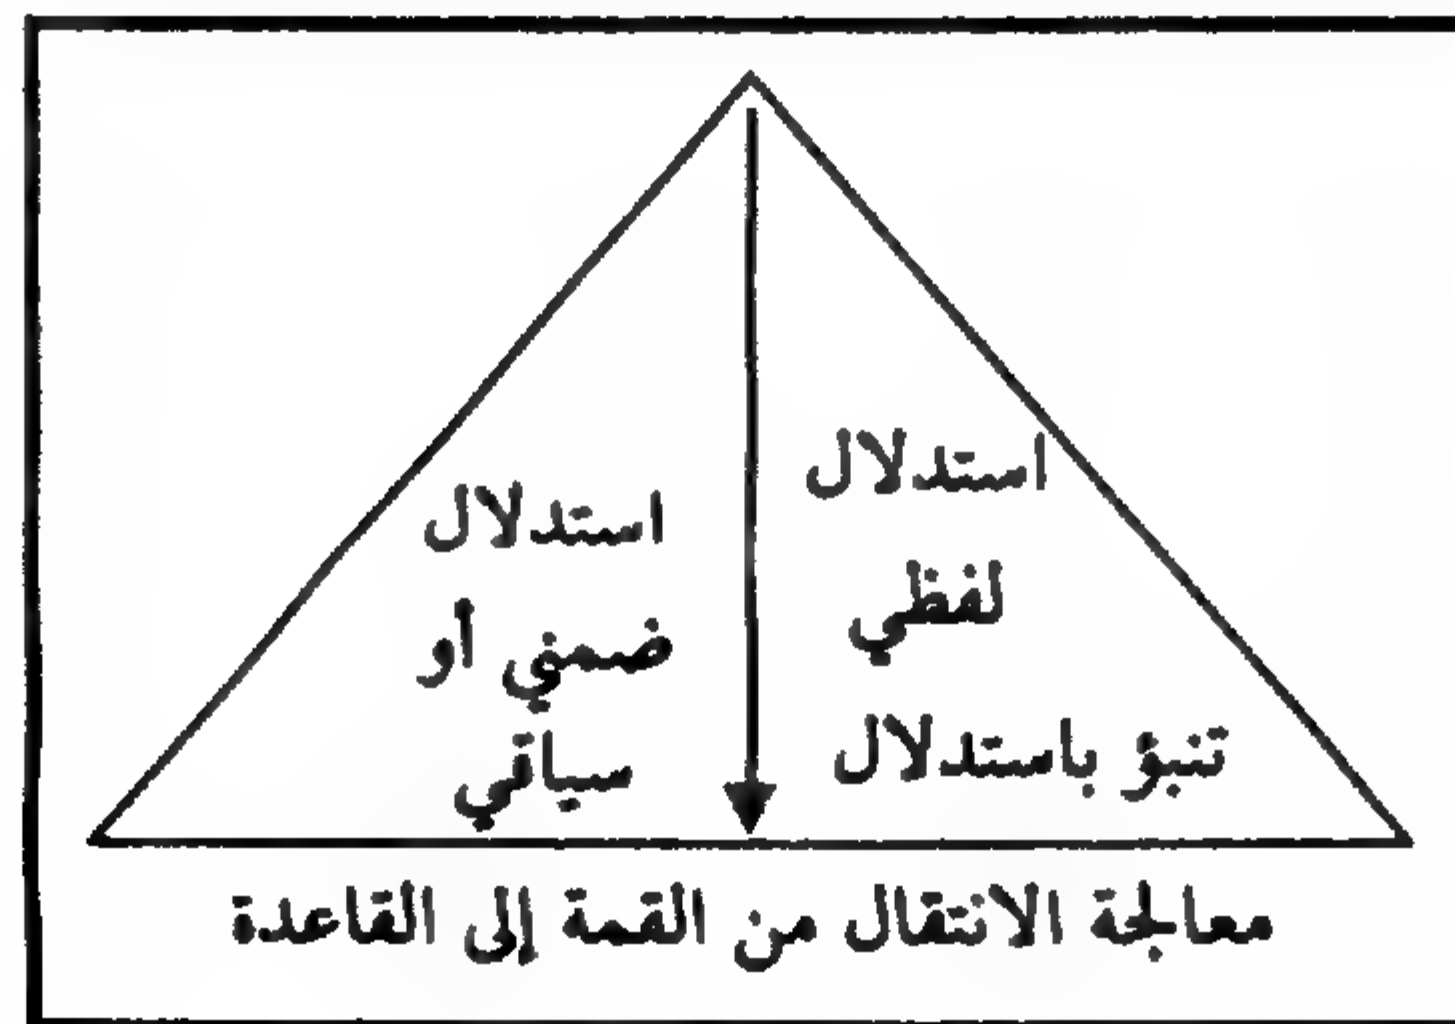 استدلال
لفظي
تنبؤ باستدلال
استدلال
ضمني أو
سياقي
معالجة الانتقال من القمة إلى القاعدة